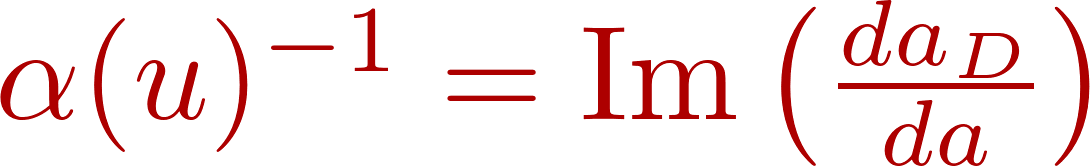 α(u)⁻¹ = Im (da_D/da)